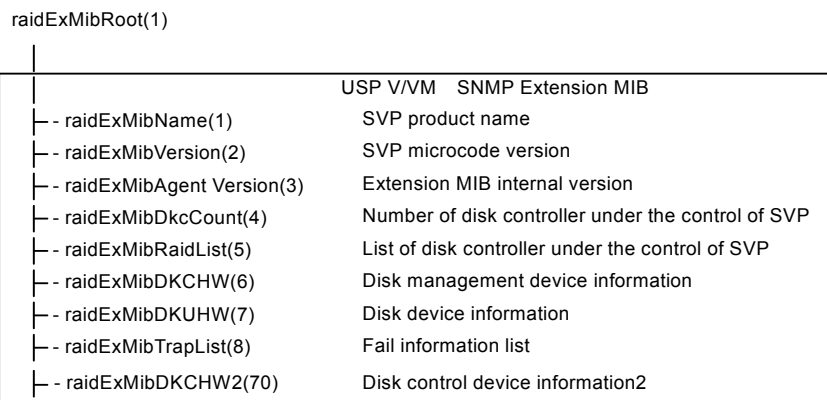 raidExMibRoot(1)
USP V/VM SNMP Extension MIB
- raidExMibName(1) SVP product name
- raidExMibVersion(2) SVP microcode version
- raidExMibAgent Version(3) Extension MIB internal version
- raidExMibDkcCount(4) Number of disk controller under the control of SVP
- raidExMibRaidList(5) List of disk controller under the control of SVP
- raidExMibDKCHW(6) Disk management device information
- raidExMibDKUHW(7) Disk device information
- raidExMibTrapList(8) Fail information list
- raidExMibDKCHW2(70) Disk control device information2